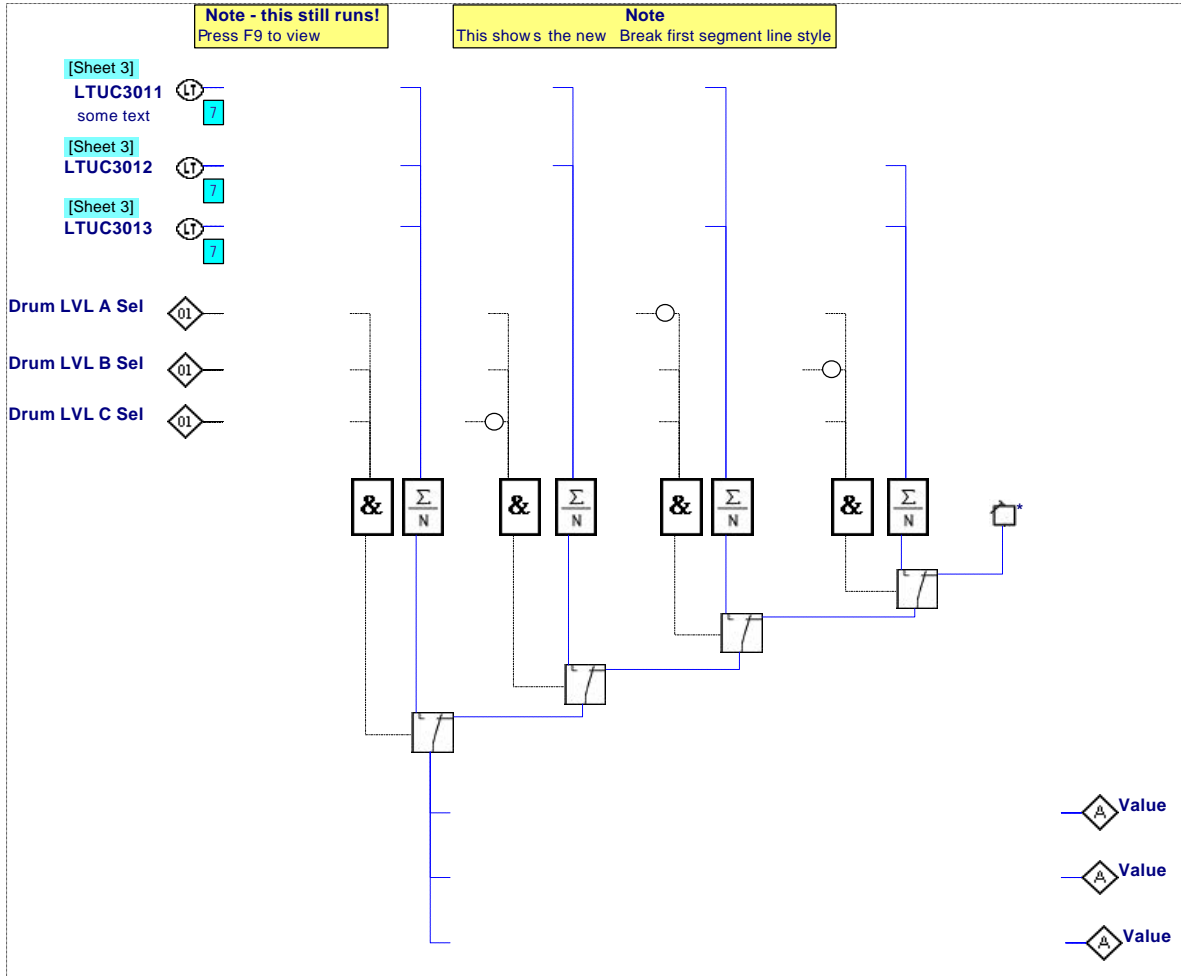 Note - this still runs!
Press F9 to view
Note
This shows the new Break first segment line style
[Sheet 3]
LTUC3011 LT
some text 7
[Sheet 3]
LTUC3012 LT
7
[Sheet 3]
LTUC3013 LT
7
Drum LVL A Sel 01
Drum LVL B Sel 01
Drum LVL C Sel 01
& Σ & Σ & Σ & Σ
N N N N
*
A Value
A Value
A Value